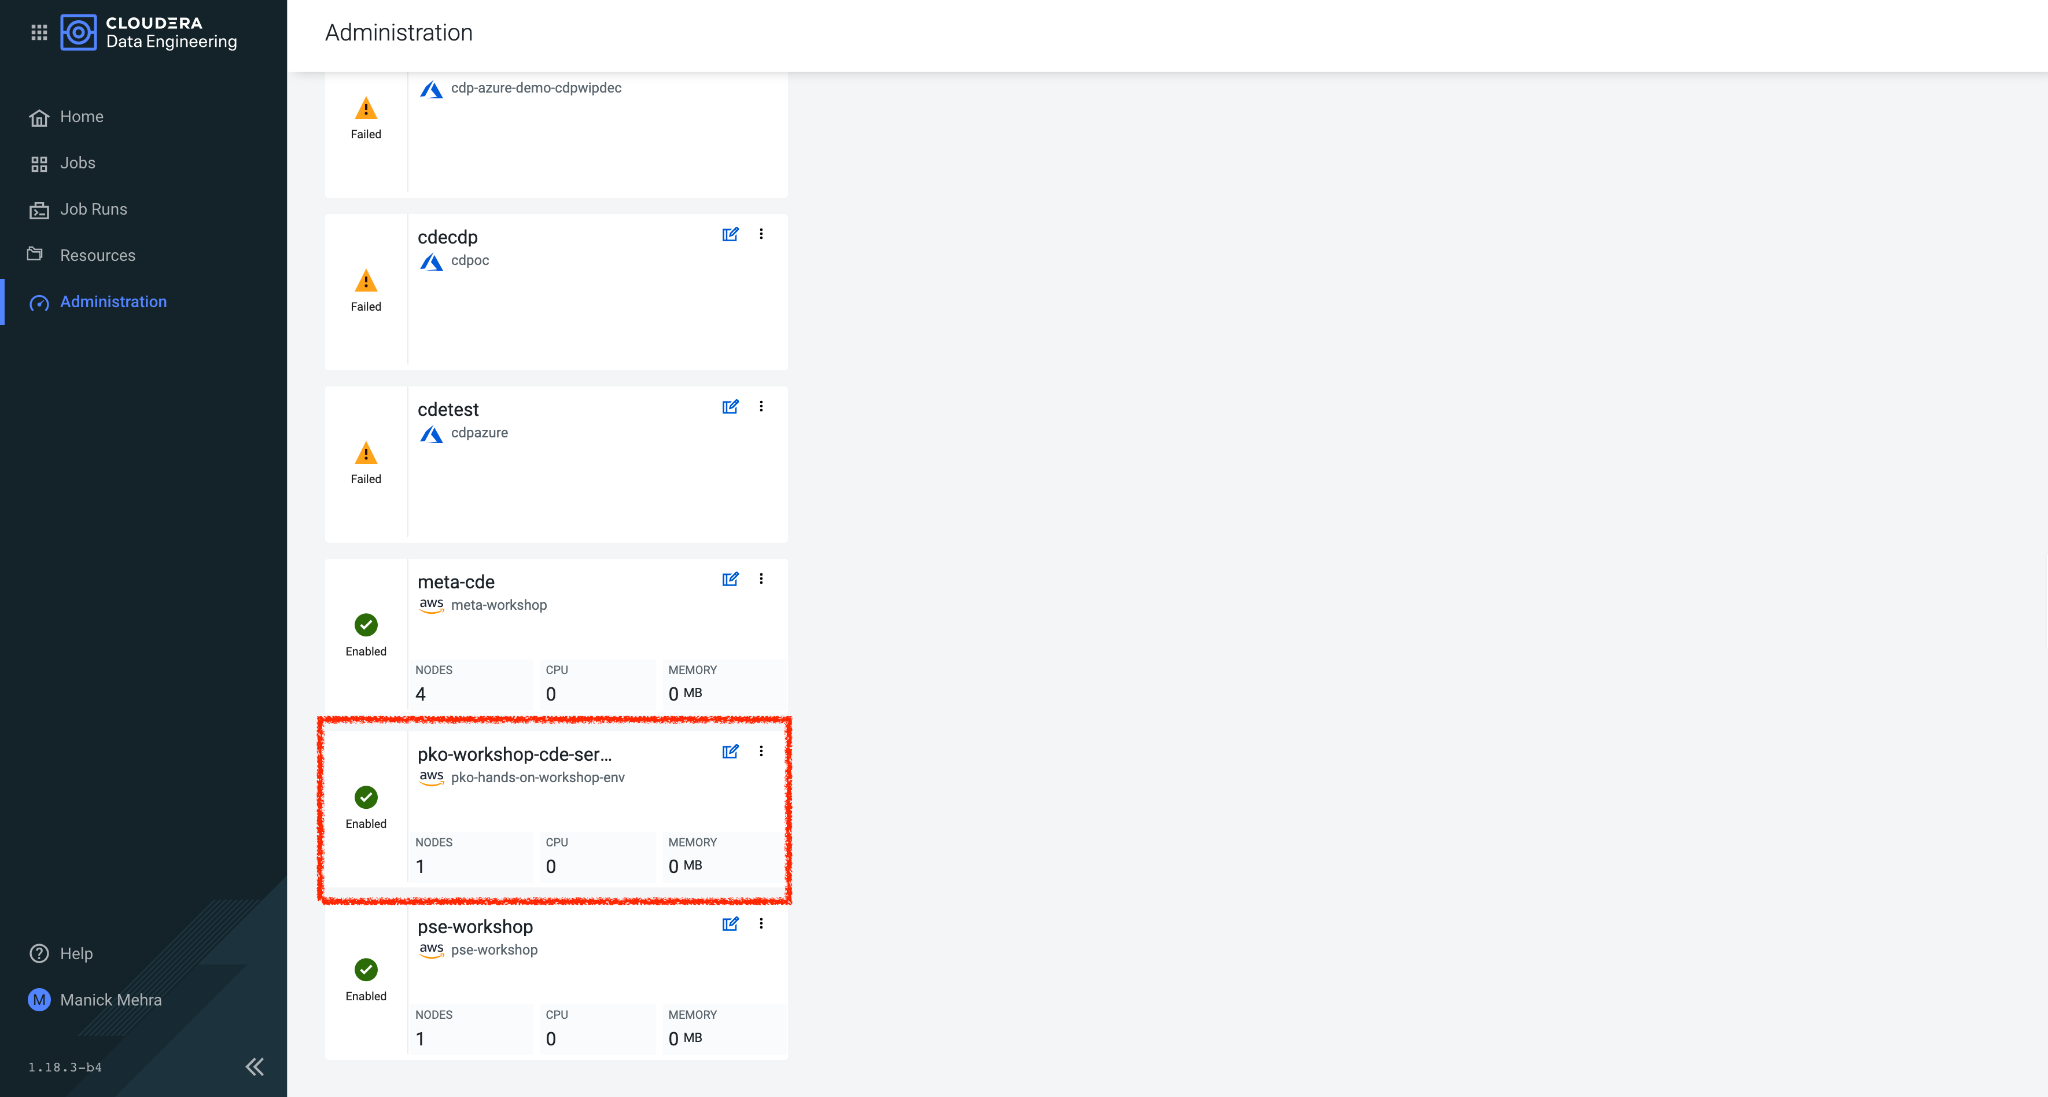 CLOUDERA
Data Engineering
Administration
Home
Jobs
Job Runs
Resources
Administration
cdp-azure-demo-cdpwipdec
Failed
cdecdp
cdpoc
Failed
cdetest
cdpazure
Failed
meta-cde
aws meta-workshop
Enabled
NODES CPU MEMORY
4 0 0 MB
pko-workshop-cde-ser...
aws pko-hands-on-workshop-env
Enabled
NODES CPU MEMORY
1 0 0 MB
pse-workshop
aws pse-workshop
Enabled
NODES CPU MEMORY
1 0 0 MB
? Help
M Manick Mehra
1.18.3-b4